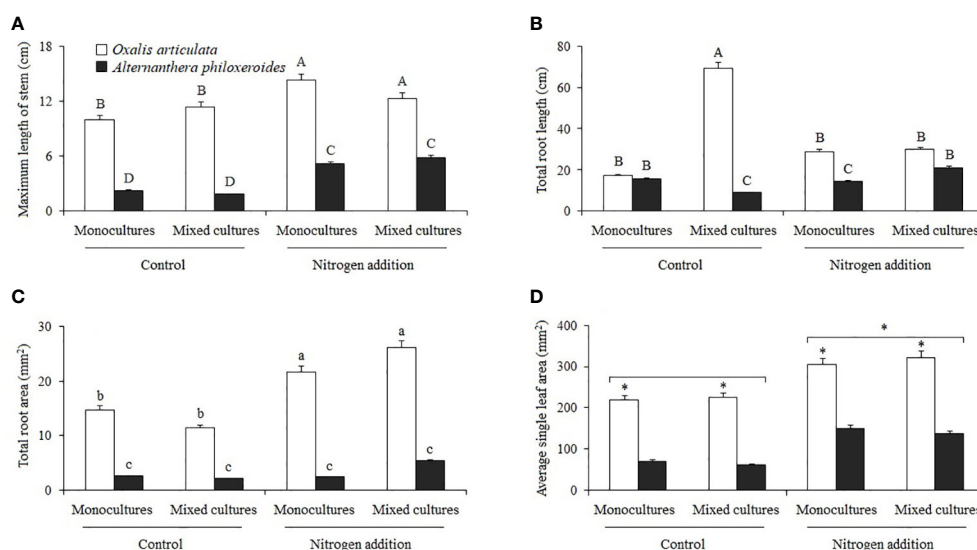 A
Maximum length of stem (cm)
18
12
6
0
Oxalis articulata
Alternanthera philoxeroides
B
D
B
D
A
C
A
C
Monocultures Mixed cultures Monocultures Mixed cultures
Control Nitrogen addition
B
Total root length (cm)
80
60
40
20
0
B B
A
C
B
C
B
B
Monocultures Mixed cultures Monocultures Mixed cultures
Control Nitrogen addition
C
Total root area (mm²)
30
20
10
0
b
c
b
c
a
c
a
c
Monocultures Mixed cultures Monocultures Mixed cultures
Control Nitrogen addition
D
Average single leaf area (mm²)
400
300
200
100
0
*
*
*
*
*
Monocultures Mixed cultures Monocultures Mixed cultures
Control Nitrogen addition